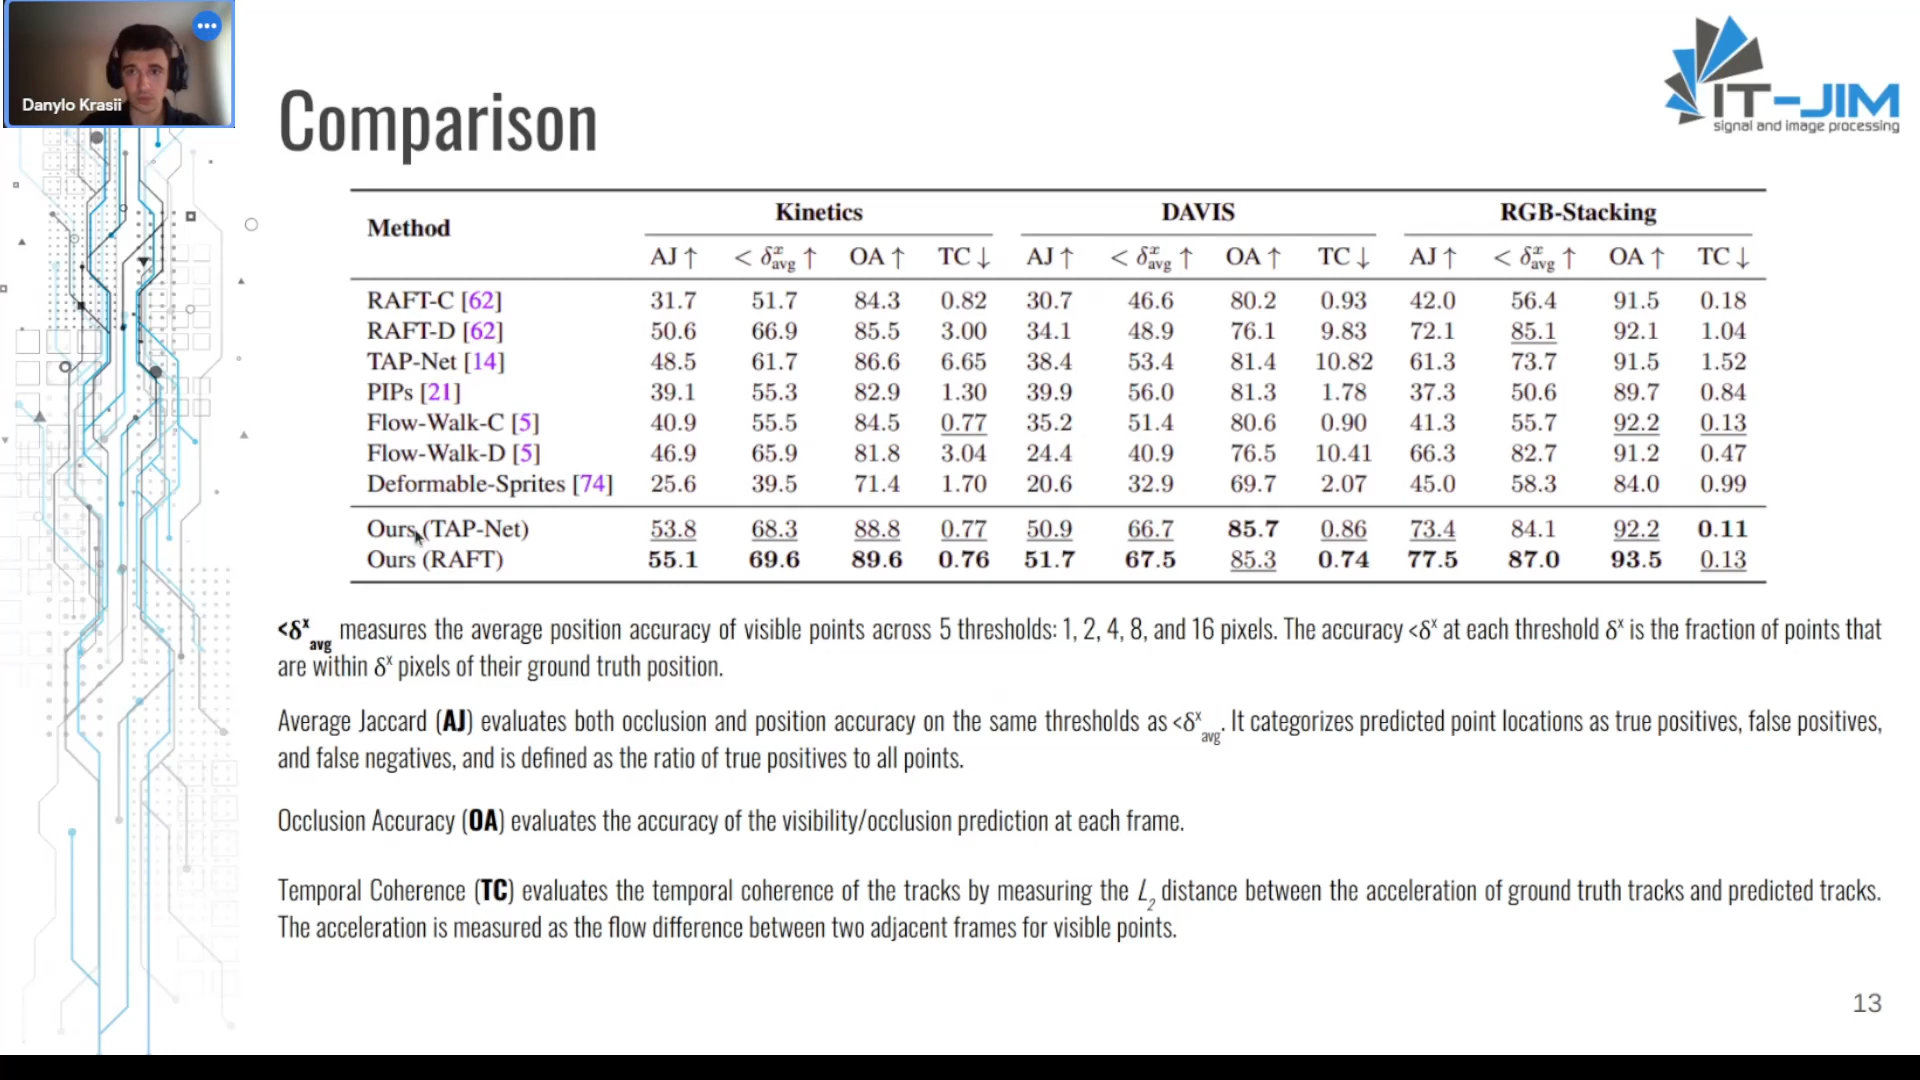 Danylo Krasii
IT-JIM
signal and image processing
Comparison
Method Kinetics DAVIS RGB-Stacking
AJ ↑ < δ^x_avg ↑ OA ↑ TC ↓ AJ ↑ < δ^x_avg ↑ OA ↑ TC ↓ AJ ↑ < δ^x_avg ↑ OA ↑ TC ↓
RAFT-C [62] 31.7 51.7 84.3 0.82 30.7 46.6 80.2 0.93 42.0 56.4 91.5 0.18
RAFT-D [62] 50.6 66.9 85.5 3.00 34.1 48.9 76.1 9.83 72.1 85.1 92.1 1.04
TAP-Net [14] 48.5 61.7 86.6 6.65 38.4 53.4 81.4 10.82 61.3 73.7 91.5 1.52
PIPs [21] 39.1 55.3 82.9 1.30 39.9 56.0 81.3 1.78 37.3 50.6 89.7 0.84
Flow-Walk-C [5] 40.9 55.5 84.5 0.77 35.2 51.4 80.6 0.90 41.3 55.7 92.2 0.13
Flow-Walk-D [5] 46.9 65.9 81.8 3.04 24.4 40.9 76.5 10.41 66.3 82.7 91.2 0.47
Deformable-Sprites [74] 25.6 39.5 71.4 1.70 20.6 32.9 69.7 2.07 45.0 58.3 84.0 0.99
Ours (TAP-Net) 53.8 68.3 88.8 0.77 50.9 66.7 85.7 0.86 73.4 84.1 92.2 0.11
Ours (RAFT) 55.1 69.6 89.6 0.76 51.7 67.5 85.3 0.74 77.5 87.0 93.5 0.13
<δ^x_avg measures the average position accuracy of visible points across 5 thresholds: 1, 2, 4, 8, and 16 pixels. The accuracy <δ^x at each threshold δ^x is the fraction of points that
are within δ^x pixels of their ground truth position.
Average Jaccard (AJ) evaluates both occlusion and position accuracy on the same thresholds as <δ^x_avg. It categorizes predicted point locations as true positives, false positives,
and false negatives, and is defined as the ratio of true positives to all points.
Occlusion Accuracy (OA) evaluates the accuracy of the visibility/occlusion prediction at each frame.
Temporal Coherence (TC) evaluates the temporal coherence of the tracks by measuring the L_2 distance between the acceleration of ground truth tracks and predicted tracks.
The acceleration is measured as the flow difference between two adjacent frames for visible points.
13